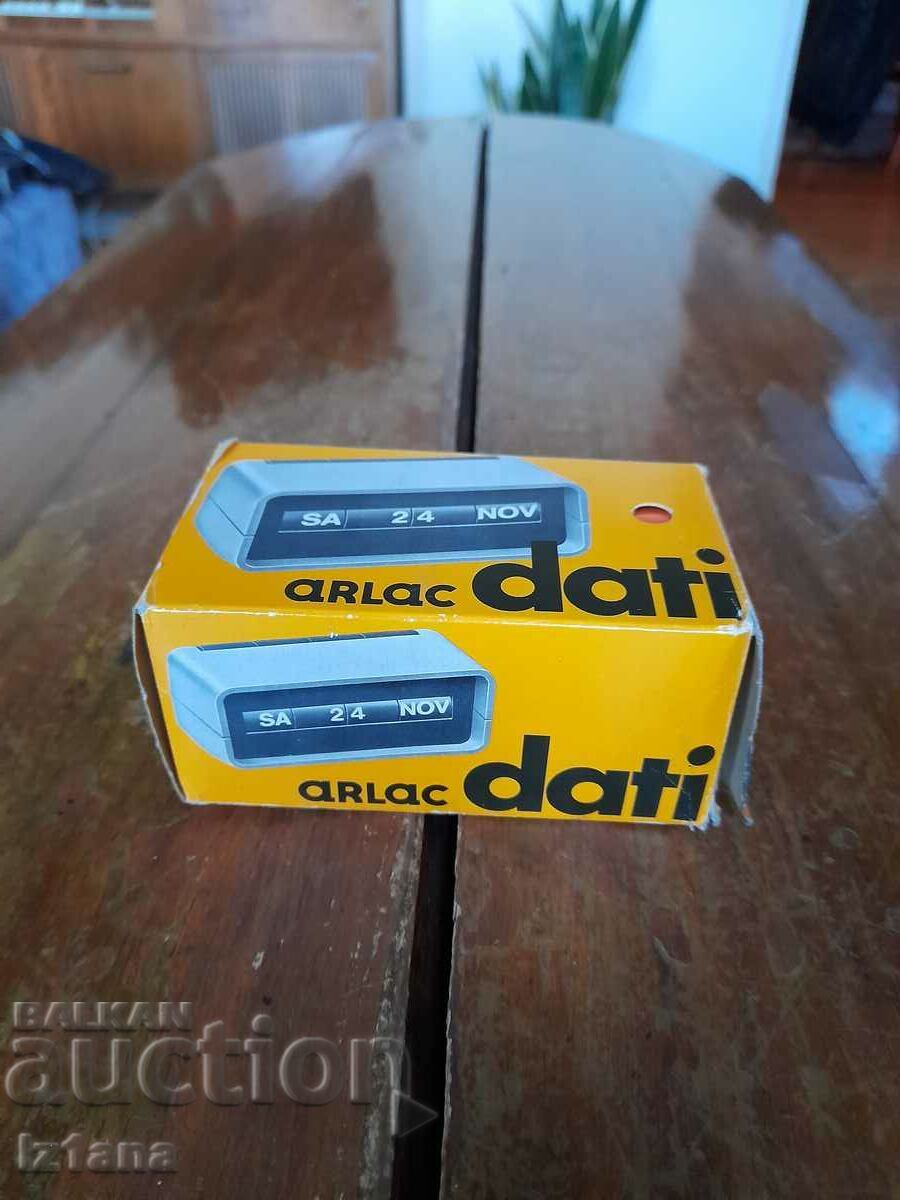 SA 24 NOV
ARLAC dati
SA 24 NOV
ARLAC dati
BALKAN
auction
Iz1ana